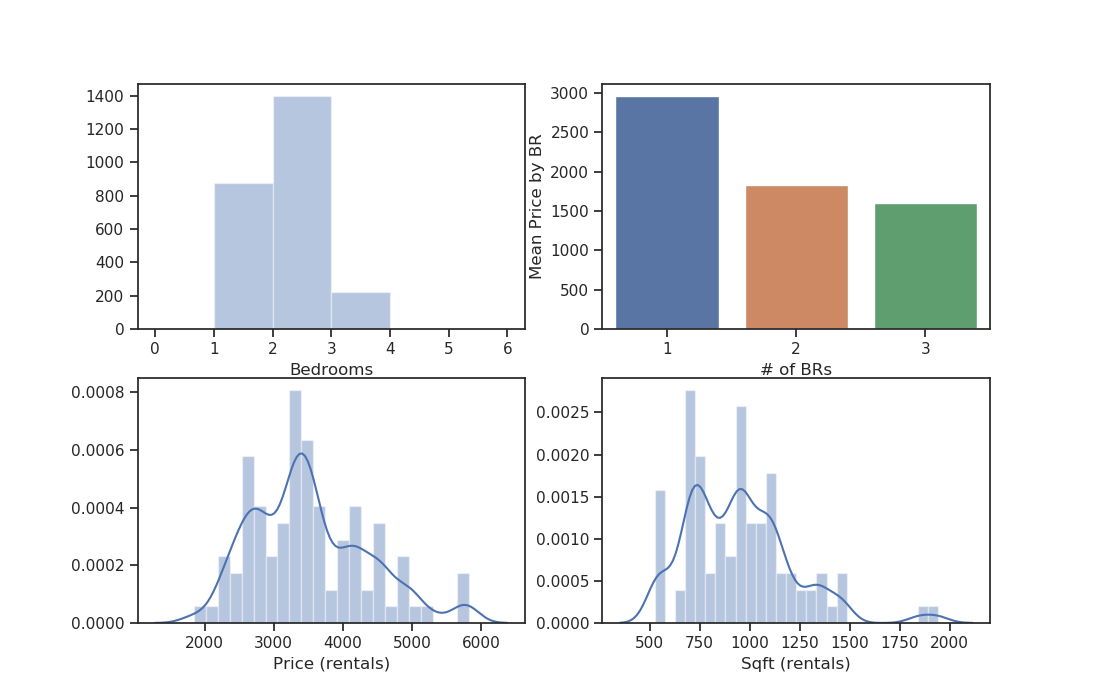 1400
1200
1000
800
600
400
200
0
0 1 2 3 4 5 6
Bedrooms
Mean Price by BR
3000
2500
2000
1500
1000
500
0
1 2 3
# of BRs
0.0008
0.0006
0.0004
0.0002
0.0000
2000 3000 4000 5000 6000
Price (rentals)
0.0025
0.0020
0.0015
0.0010
0.0005
0.0000
500 750 1000 1250 1500 1750 2000
Sqft (rentals)